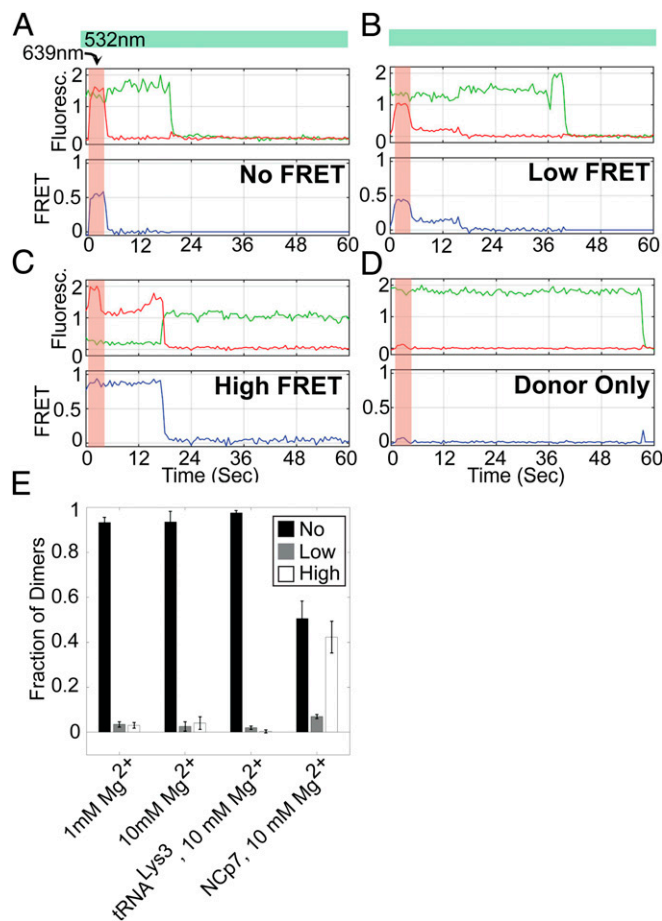 A
B
532nm
639nm
Fluoresc.
2
1
0
2
1
0
FRET
1
0.5
0
No FRET
1
0.5
0
Low FRET
0 12 24 36 48 60
0 12 24 36 48 60
C
D
Fluoresc.
2
1
0
2
1
0
FRET
1
0.5
0
High FRET
1
0.5
0
Donor Only
0 12 24 36 48 60
0 12 24 36 48 60
Time (Sec)
Time (Sec)
E
Fraction of Dimers
1
0.8
0.6
0.4
0.2
0
No
Low
High
1mM Mg2+
10mM Mg2+
tRNALys3, 10 mM Mg2+
NCp7, 10 mM Mg2+